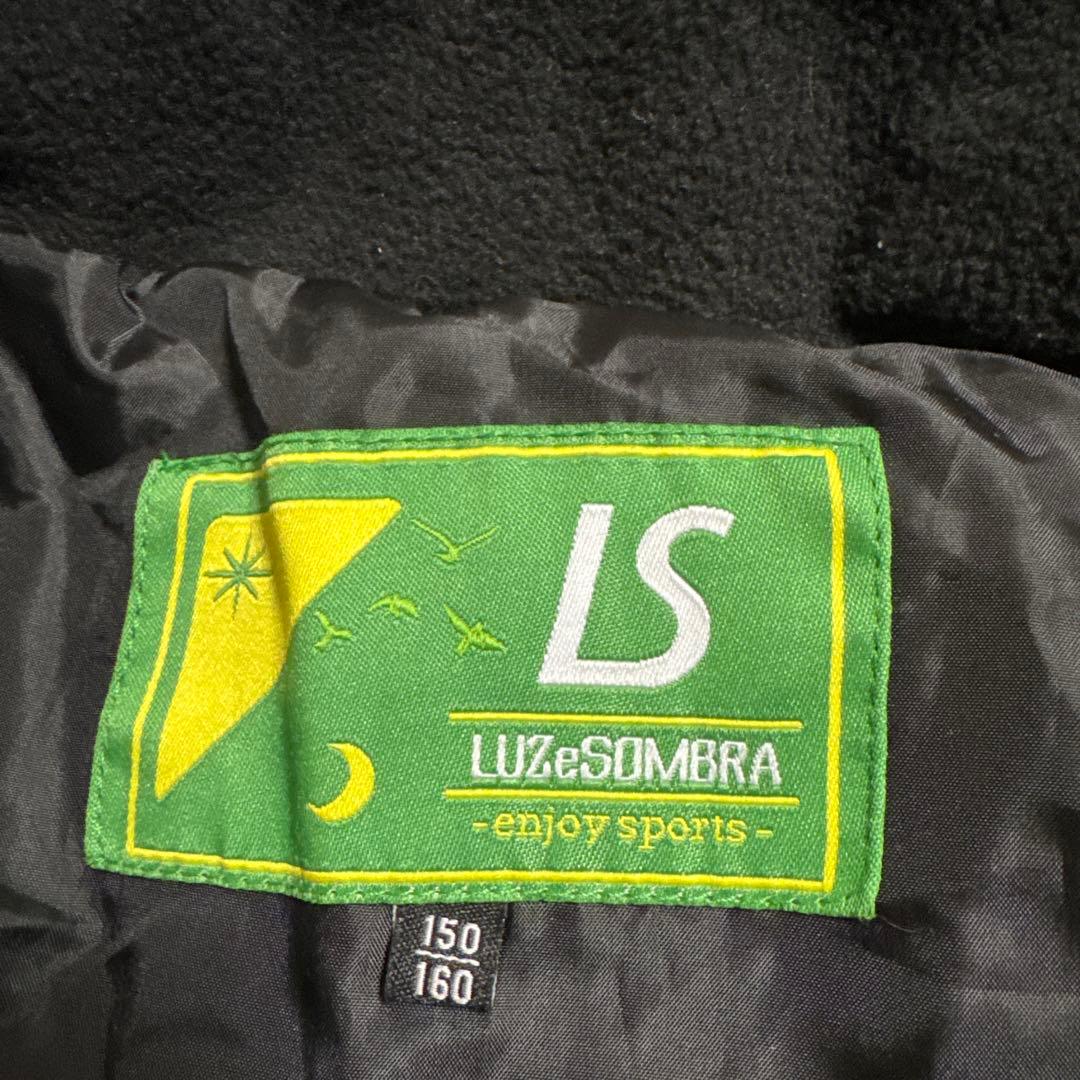 LS
LUZeSOMBRA
-enjoy sports-
150
160